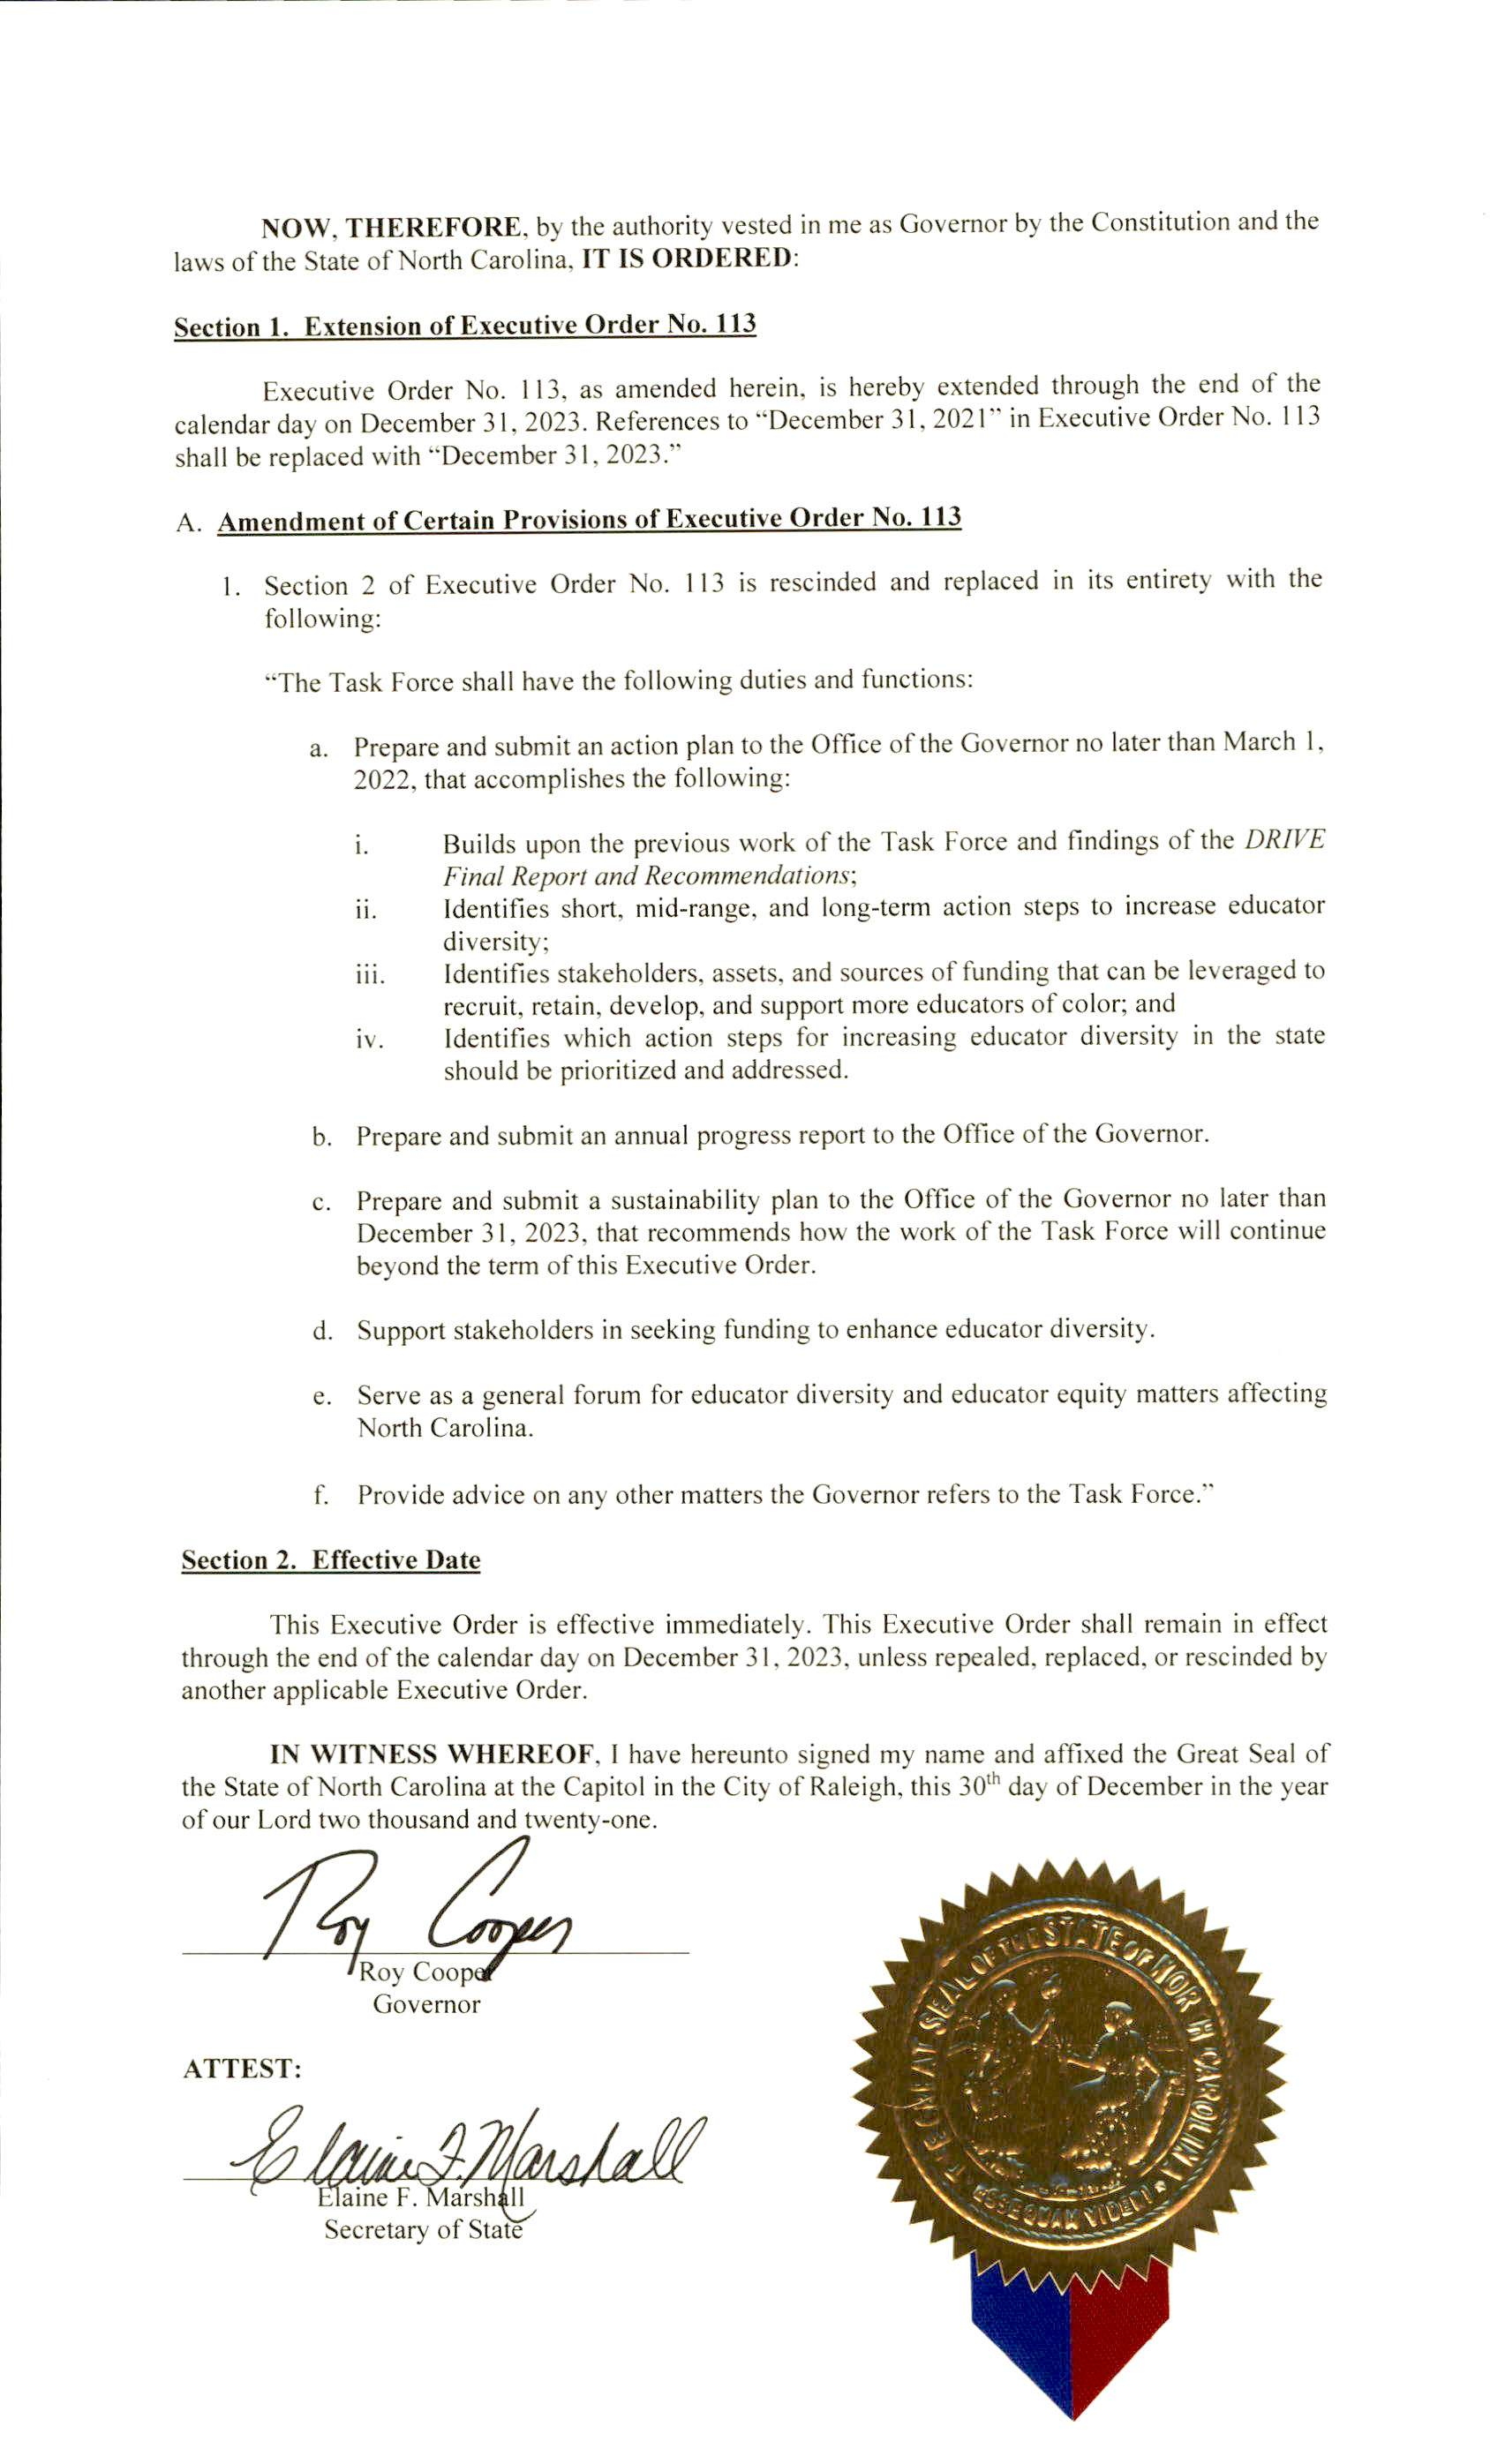 NOW, THEREFORE, by the authority vested in me as Governor by the Constitution and the
laws of the State of North Carolina, IT IS ORDERED:
Section 1. Extension of Executive Order No. 113
Executive Order No. 113, as amended herein, is hereby extended through the end of the
calendar day on December 31, 2023. References to “December 31, 2021” in Executive Order No. 113
shall be replaced with “December 31, 2023.”
A. Amendment of Certain Provisions of Executive Order No. 113
1. Section 2 of Executive Order No. 113 is rescinded and replaced in its entirety with the
following:
“The Task Force shall have the following duties and functions:
a. Prepare and submit an action plan to the Office of the Governor no later than March 1,
2022, that accomplishes the following:
i. Builds upon the previous work of the Task Force and findings of the DRIVE
Final Report and Recommendations;
ii. Identifies short, mid-range, and long-term action steps to increase educator
diversity;
iii. Identifies stakeholders, assets, and sources of funding that can be leveraged to
recruit, retain, develop, and support more educators of color; and
iv. Identifies which action steps for increasing educator diversity in the state
should be prioritized and addressed.
b. Prepare and submit an annual progress report to the Office of the Governor.
c. Prepare and submit a sustainability plan to the Office of the Governor no later than
December 31, 2023, that recommends how the work of the Task Force will continue
beyond the term of this Executive Order.
d. Support stakeholders in seeking funding to enhance educator diversity.
e. Serve as a general forum for educator diversity and educator equity matters affecting
North Carolina.
f. Provide advice on any other matters the Governor refers to the Task Force.”
Section 2. Effective Date
This Executive Order is effective immediately. This Executive Order shall remain in effect
through the end of the calendar day on December 31, 2023, unless repealed, replaced, or rescinded by
another applicable Executive Order.
IN WITNESS WHEREOF, I have hereunto signed my name and affixed the Great Seal of
the State of North Carolina at the Capitol in the City of Raleigh, this 30th day of December in the year
of our Lord two thousand and twenty-one.
Roy Cooper
Roy Cooper
Governor
ATTEST:
Elaine F. Marshall
Elaine F. Marshall
Secretary of State
THE GREAT SEAL OF THE STATE OF NORTH CAROLINA
ESSE QUAM VIDERI